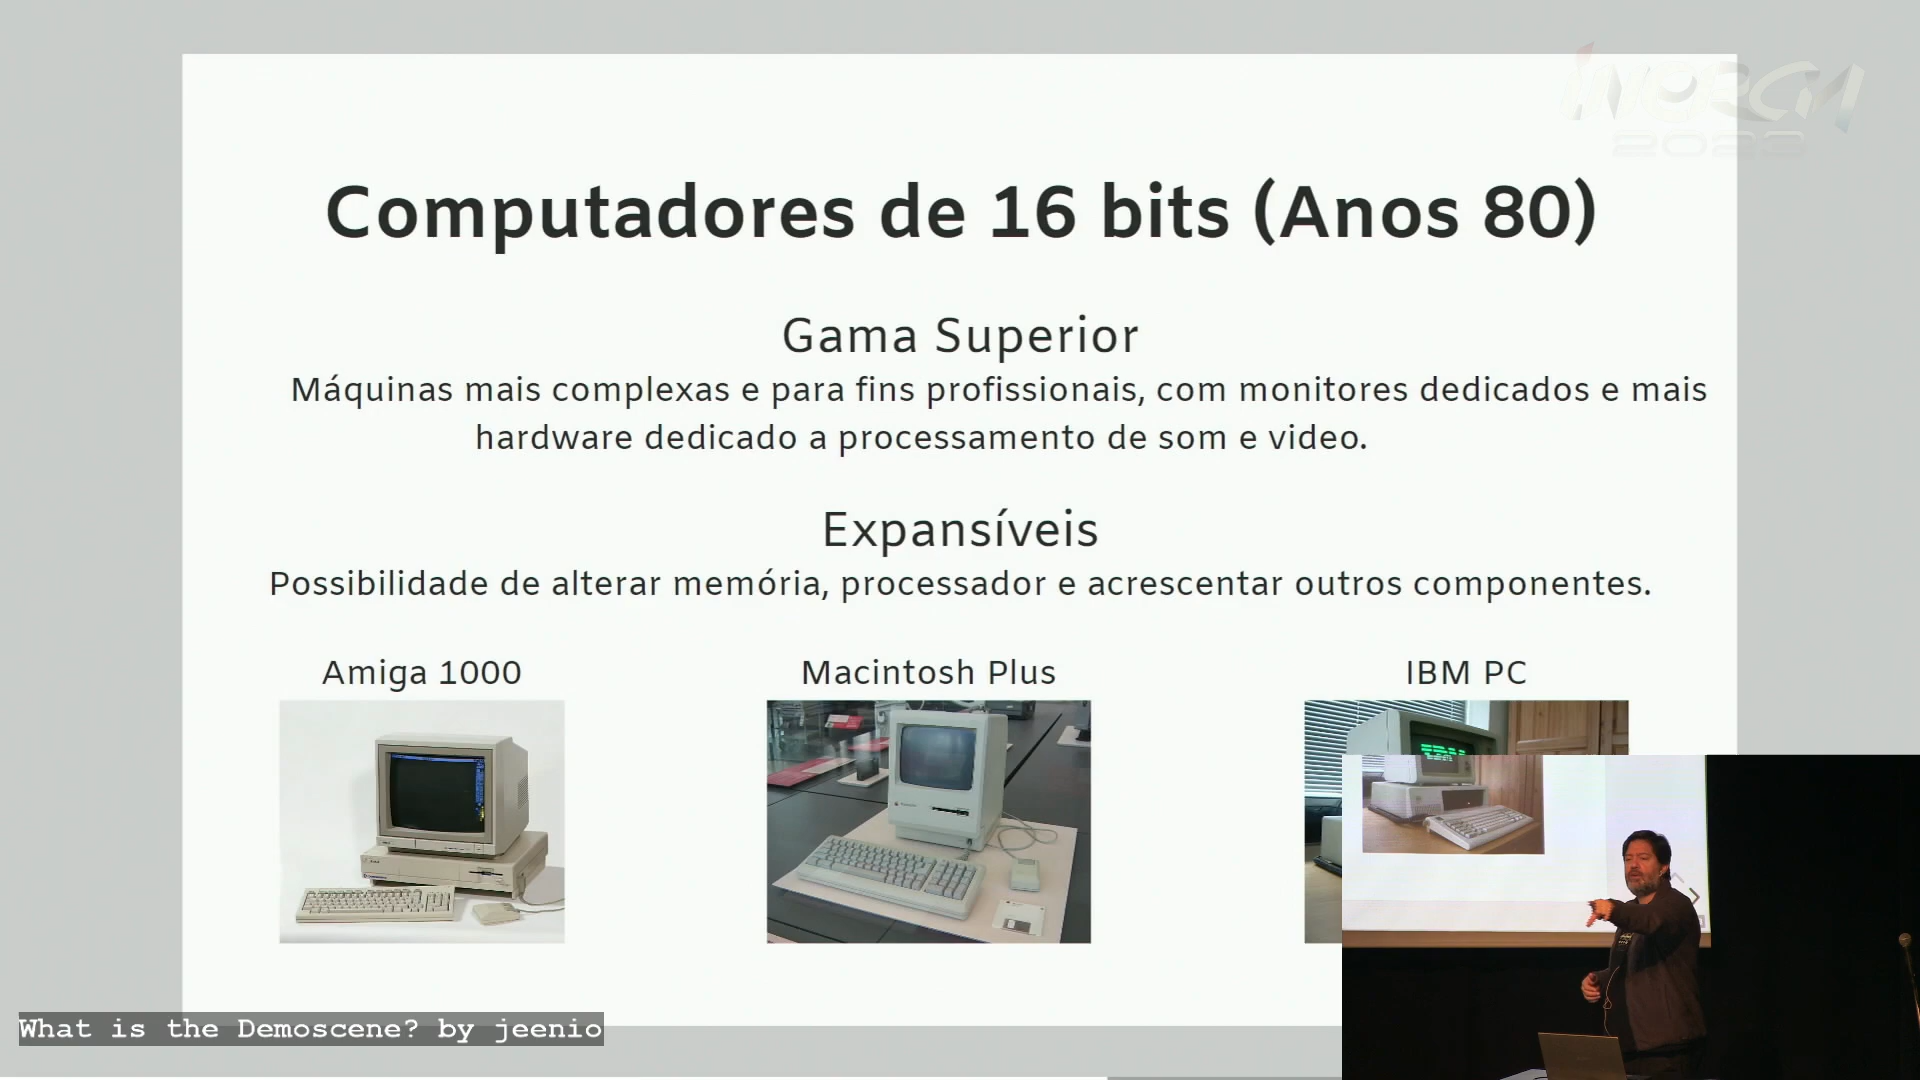 Inércia
2023
Computadores de 16 bits (Anos 80)
Gama Superior
Máquinas mais complexas e para fins profissionais, com monitores dedicados e mais
hardware dedicado a processamento de som e video.
Expansíveis
Possibilidade de alterar memória, processador e acrescentar outros componentes.
Amiga 1000
Macintosh Plus
IBM PC
What is the Demoscene? by jeenio